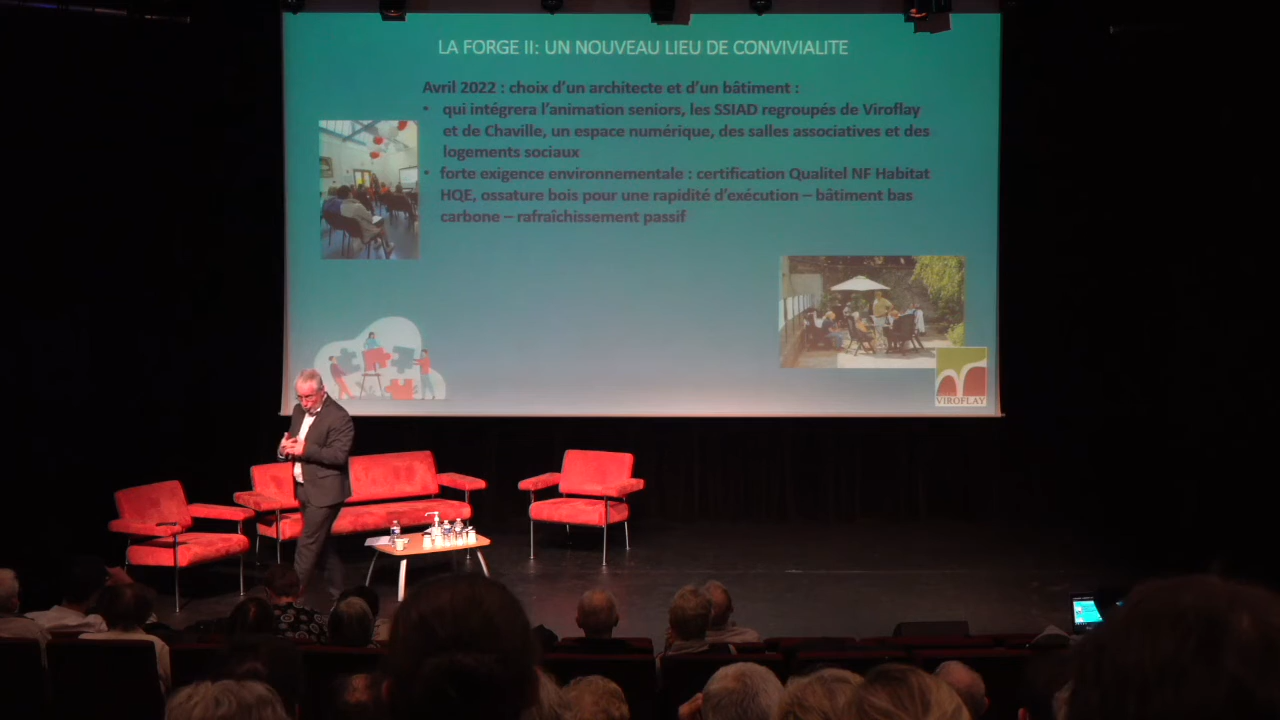 LA FORGE II: UN NOUVEAU LIEU DE CONVIVIALITE
Avril 2022 : choix d'un architecte et d'un bâtiment :
• qui intégrera l'animation seniors, les SSIAD regroupés de Viroflay
et de Chaville, un espace numérique, des salles associatives et des
logements sociaux
• forte exigence environnementale : certification Qualitel NF Habitat
HQE, ossature bois pour une rapidité d'exécution – bâtiment bas
carbone – rafraîchissement passif
VIROFLAY